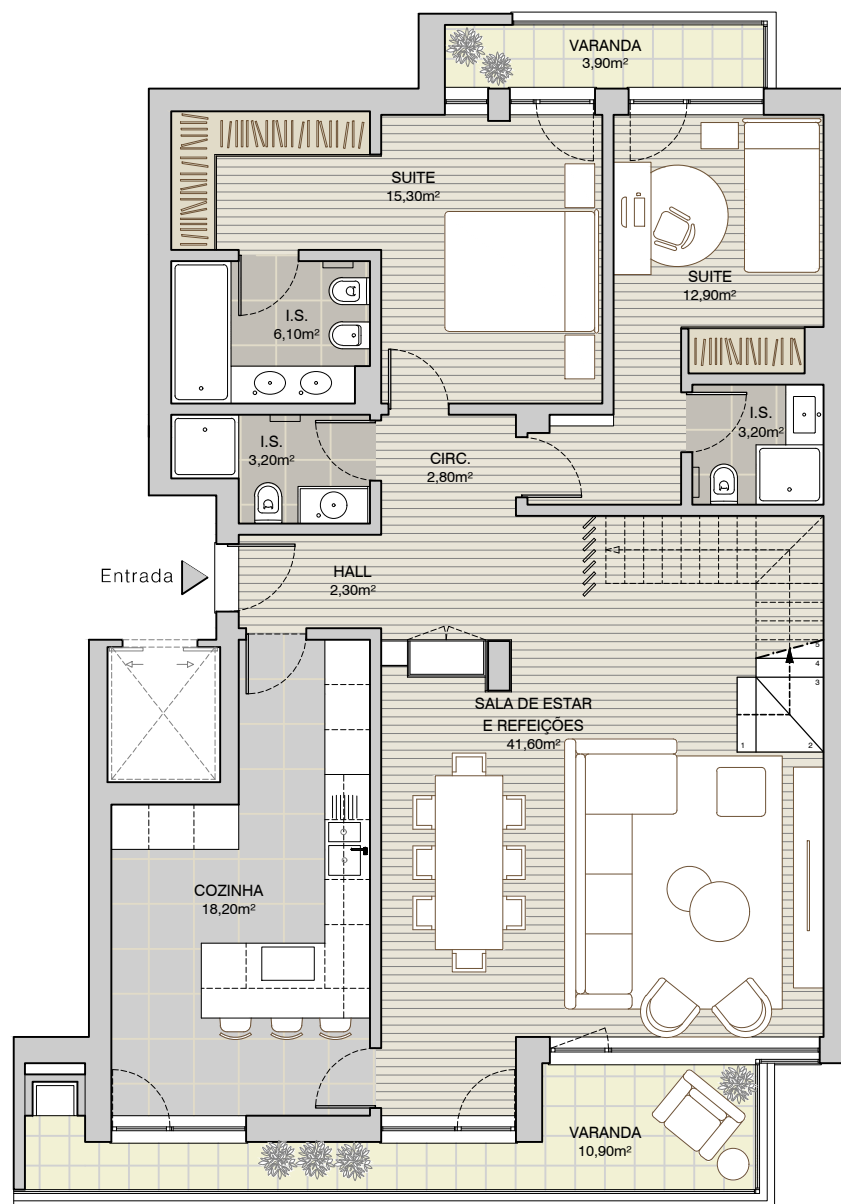 VARANDA
3,90m²
SUITE
15,30m²
SUITE
12,90m²
I.S.
6,10m²
I.S.
3,20m²
I.S.
3,20m²
CIRC.
2,80m²
Entrada
HALL
2,30m²
5
4
3
1
2
SALA DE ESTAR
E REFEIÇÕES
41,60m²
COZINHA
18,20m²
VARANDA
10,90m²